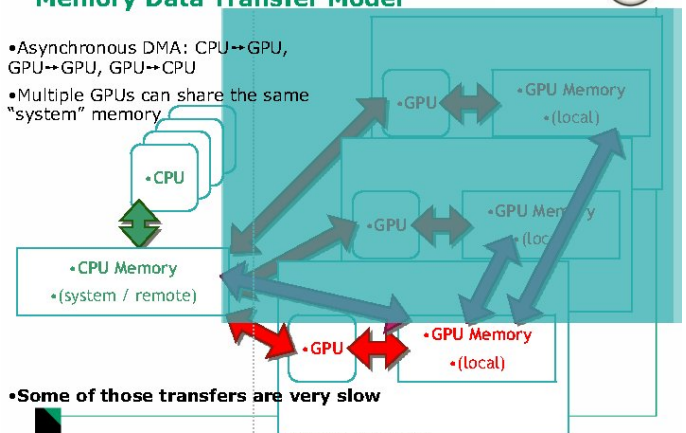 Memory Data Transfer Model
•Asynchronous DMA: CPU↔GPU,
GPU↔GPU, GPU↔CPU
•Multiple GPUs can share the same
“system” memory
•CPU
•CPU Memory
•(system / remote)
•GPU
•GPU Memory
•(local)
•GPU
•GPU Memory
•GPU
•GPU Memory
•(local)
•Some of those transfers are very slow